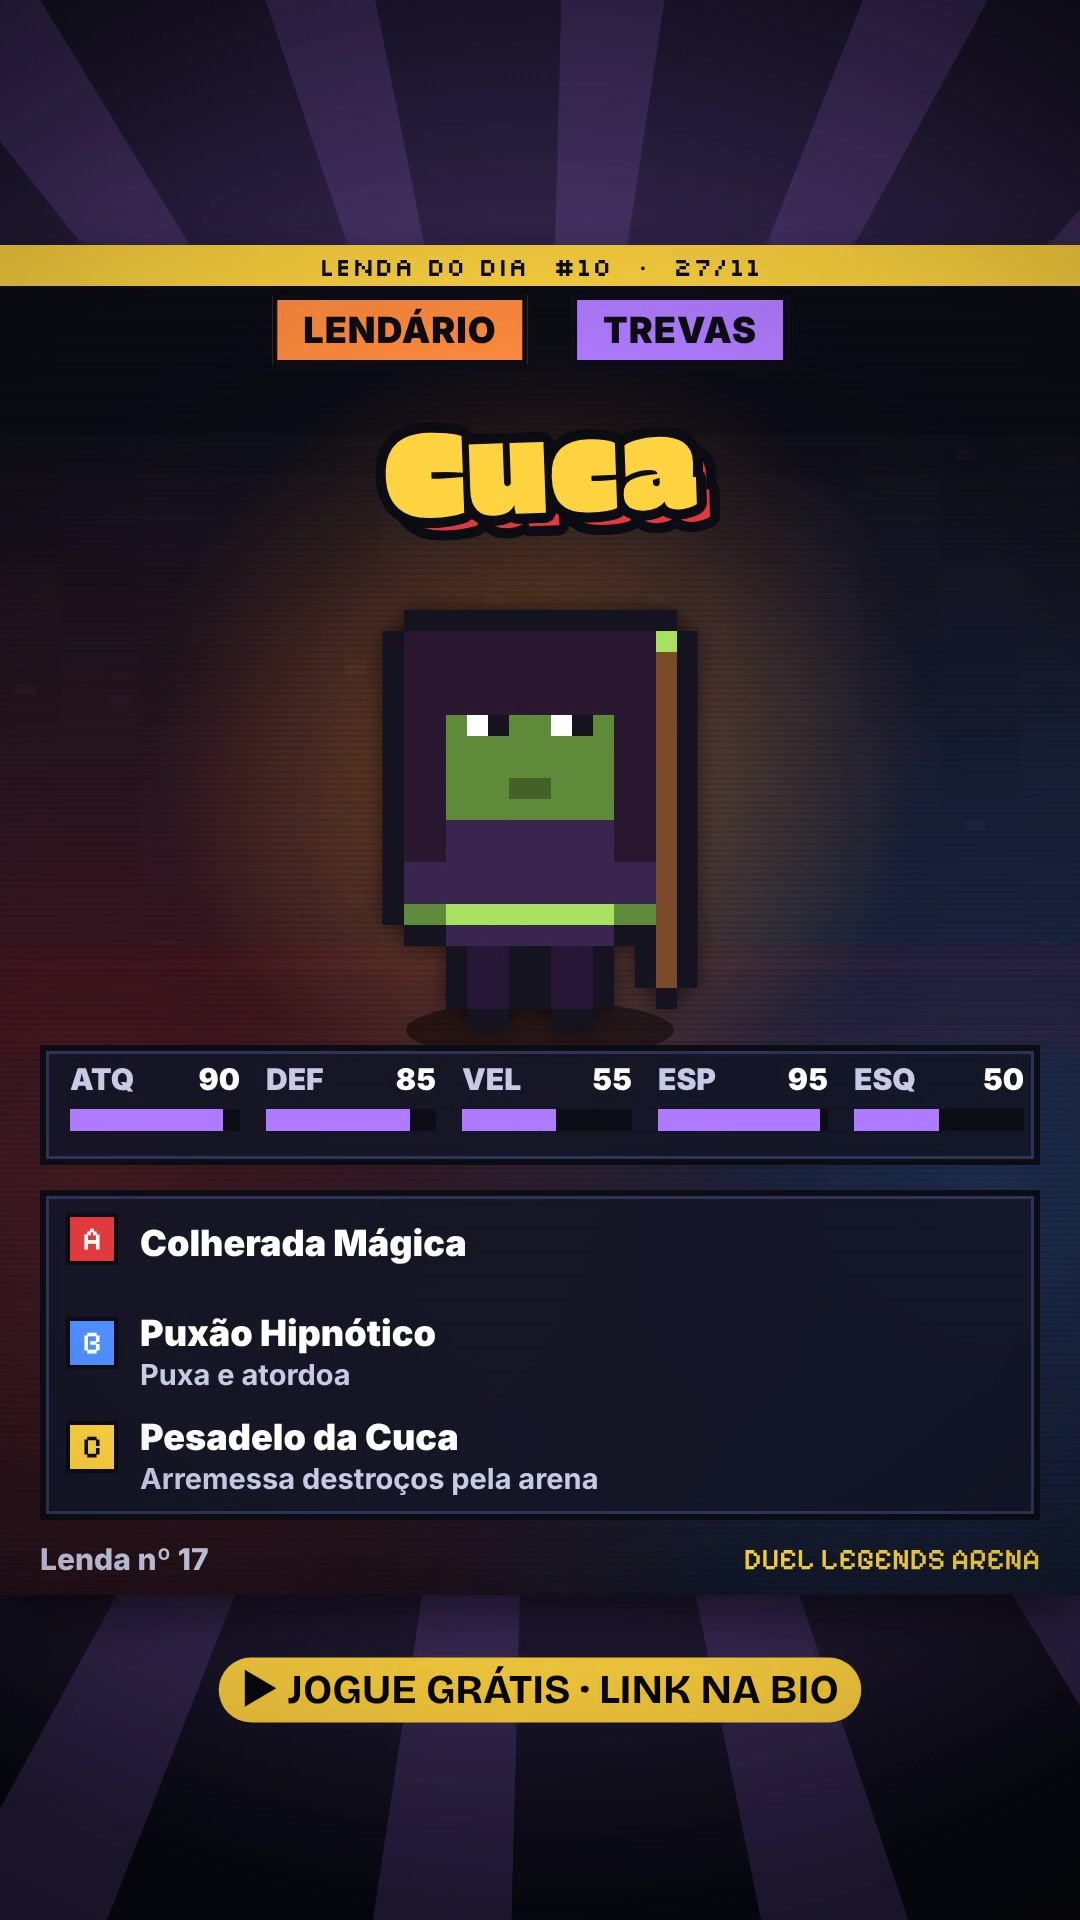 LENDA DO DIA #10 · 27/11
LENDÁRIO TREVAS
Cuca
ATQ 90 DEF 85 VEL 55 ESP 95 ESQ 50
A Colherada Mágica
B Puxão Hipnótico
Puxa e atordoa
C Pesadelo da Cuca
Arremessa destroços pela arena
Lenda nº 17 DUEL LEGENDS ARENA
▶ JOGUE GRÁTIS · LINK NA BIO